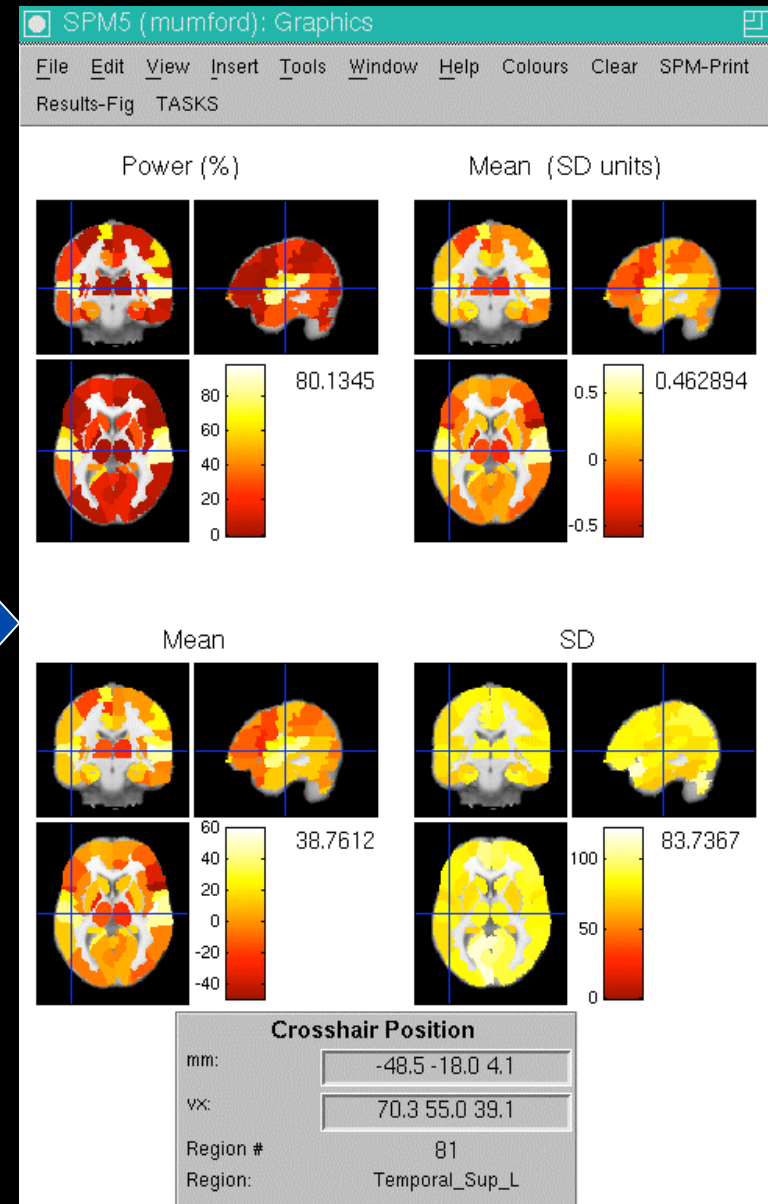 SPM5 (mumford): Graphics
File Edit View Insert Tools Window Help Colours Clear SPM-Print
Results-Fig TASKS
Power (%)
Mean (SD units)
80
60
40
20
0
80.1345
0.5
0
-0.5
0.462894
Mean
SD
60
40
20
0
-20
-40
38.7612
100
50
0
83.7367
Crosshair Position
mm: -48.5 -18.0 4.1
vx: 70.3 55.0 39.1
Region # 81
Region: Temporal_Sup_L